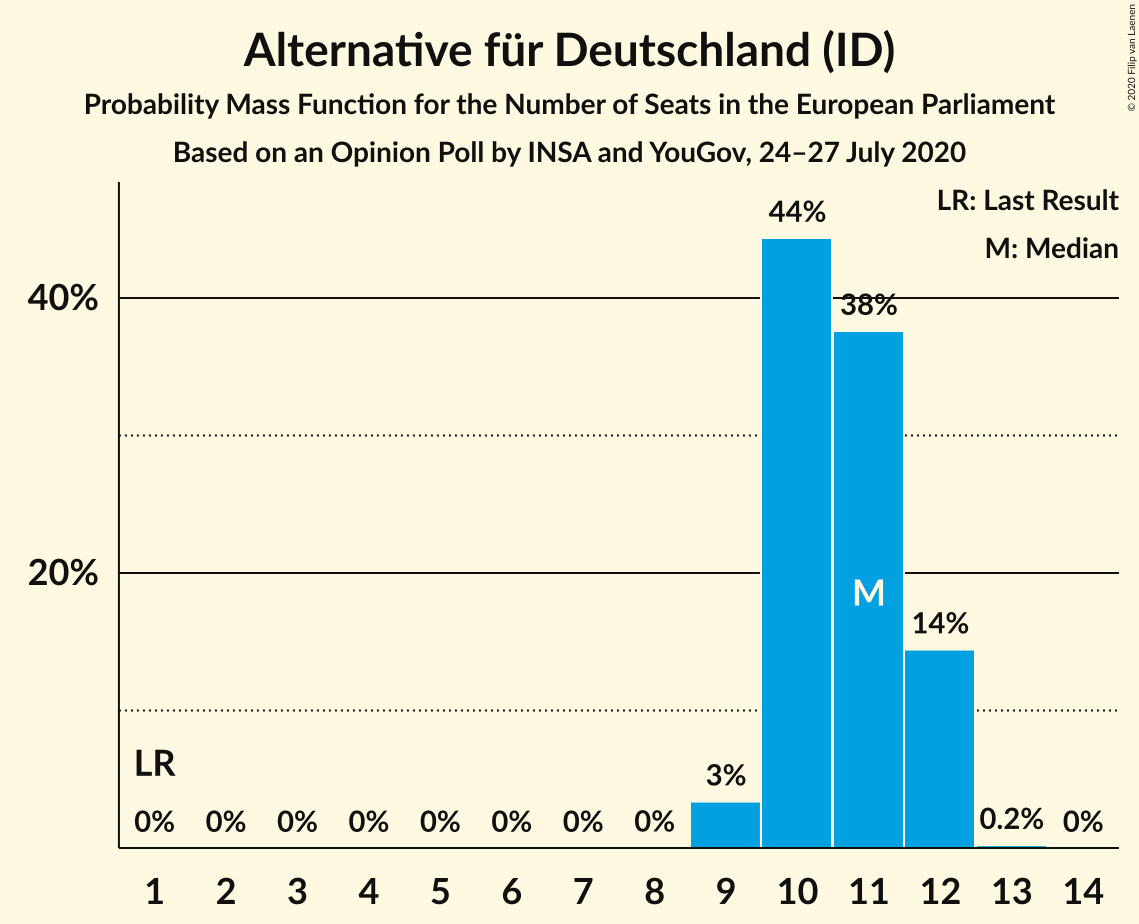 Alternative für Deutschland (ID)
Probability Mass Function for the Number of Seats in the European Parliament
Based on an Opinion Poll by INSA and YouGov, 24–27 July 2020
© 2020 Filip van Laenen
LR: Last Result
M: Median
44%
40%
38%
20%
M
14%
LR
3%
0% 0% 0% 0% 0% 0% 0% 0% 0.2% 0%
1 2 3 4 5 6 7 8 9 10 11 12 13 14